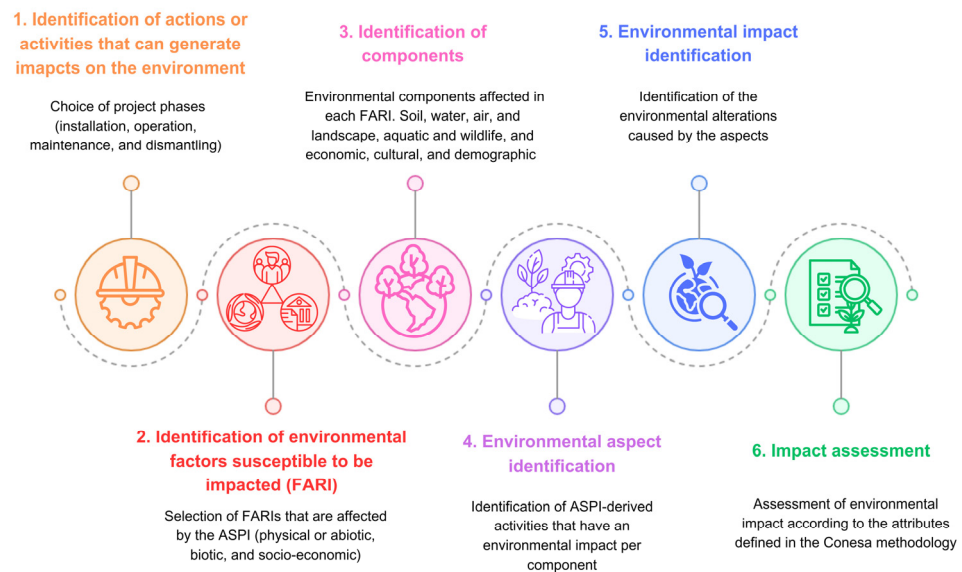 1. Identification of actions or
activities that can generate
imapcts on the environment
Choice of project phases
(installation, operation,
maintenance, and dismantling)
3. Identification of
components
Environmental components affected in
each FARI. Soil, water, air, and
landscape, aquatic and wildlife, and
economic, cultural, and demographic
5. Environmental impact
identification
Identification of the
environmental alterations
caused by the aspects
2. Identification of environmental
factors susceptible to be
impacted (FARI)
Selection of FARIs that are affected
by the ASPI (physical or abiotic,
biotic, and socio-economic)
4. Environmental aspect
identification
Identification of ASPI-derived
activities that have an
environmental impact per
component
6. Impact assessment
Assessment of environmental
impact according to the attributes
defined in the Conesa methodology